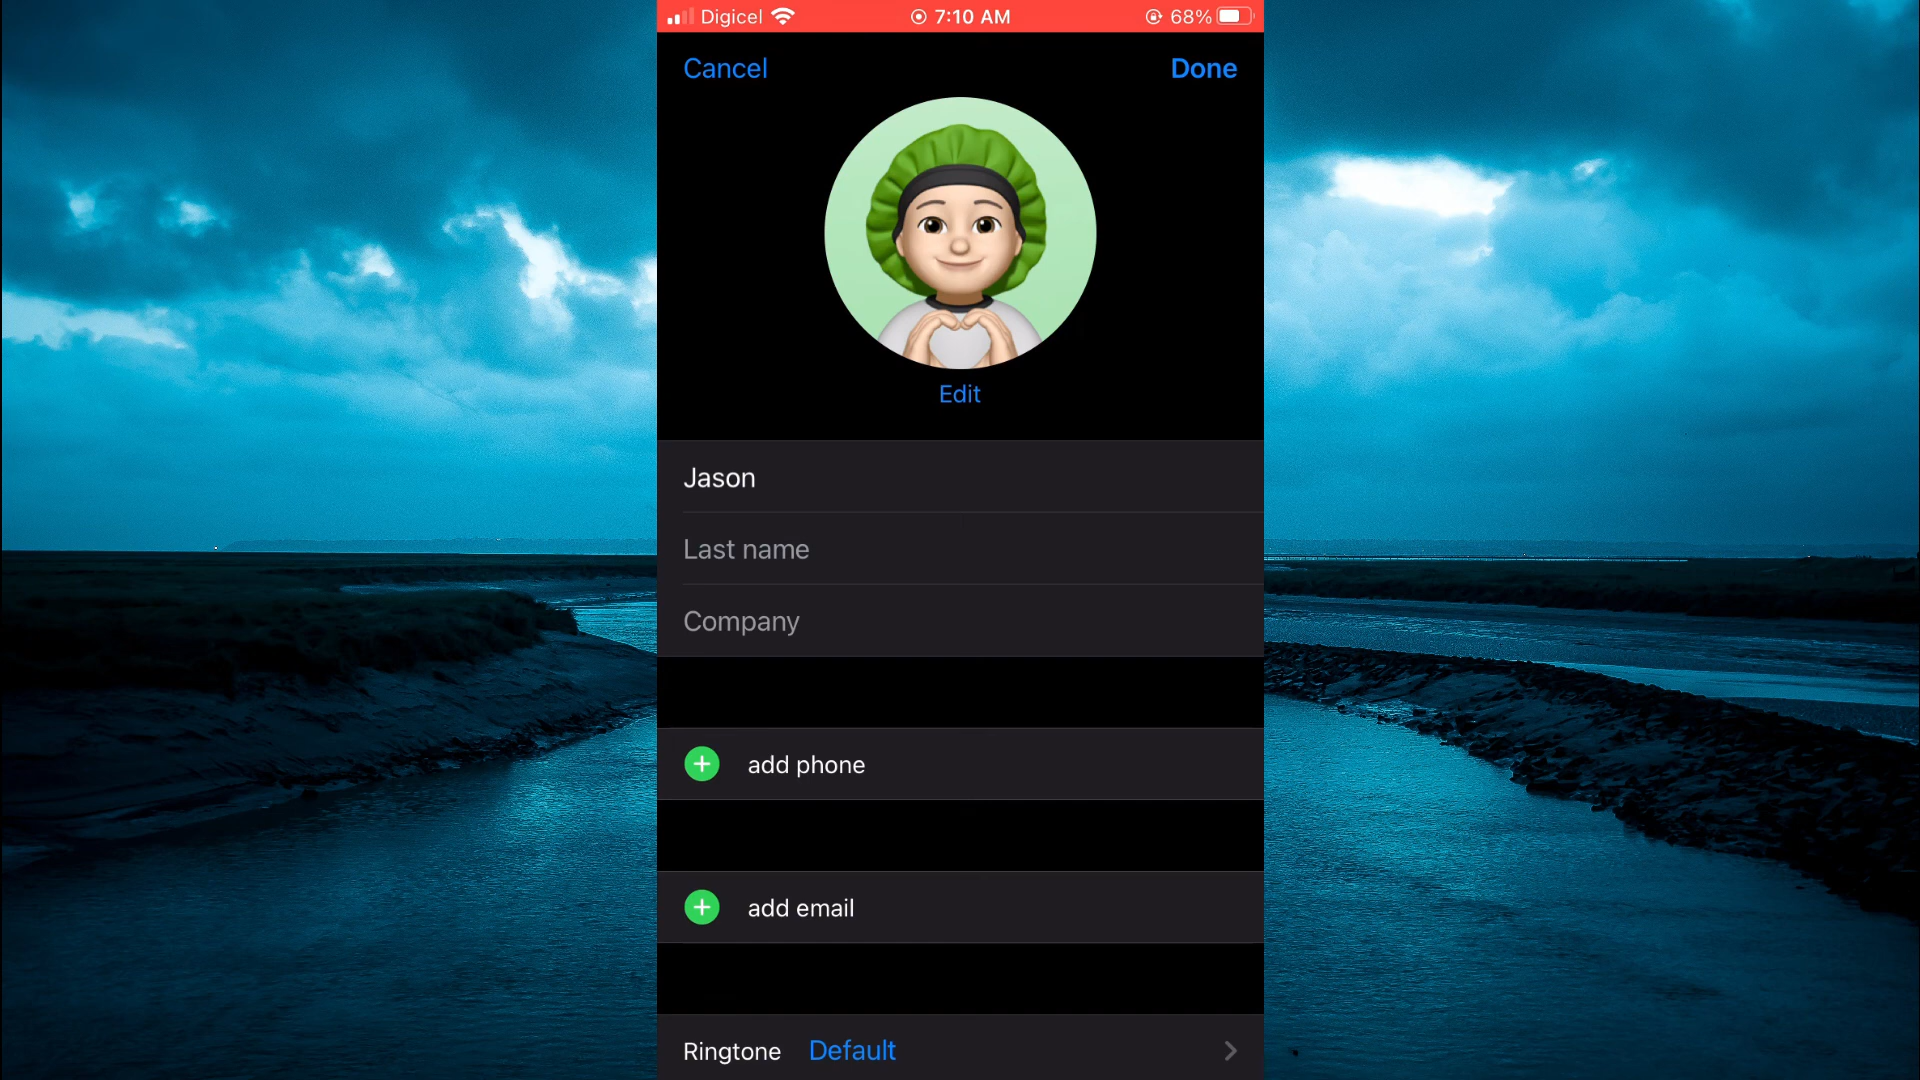 Digicel 7:10 AM 68%
Cancel Done
Edit
Jason
Last name
Company
add phone
add email
Ringtone Default